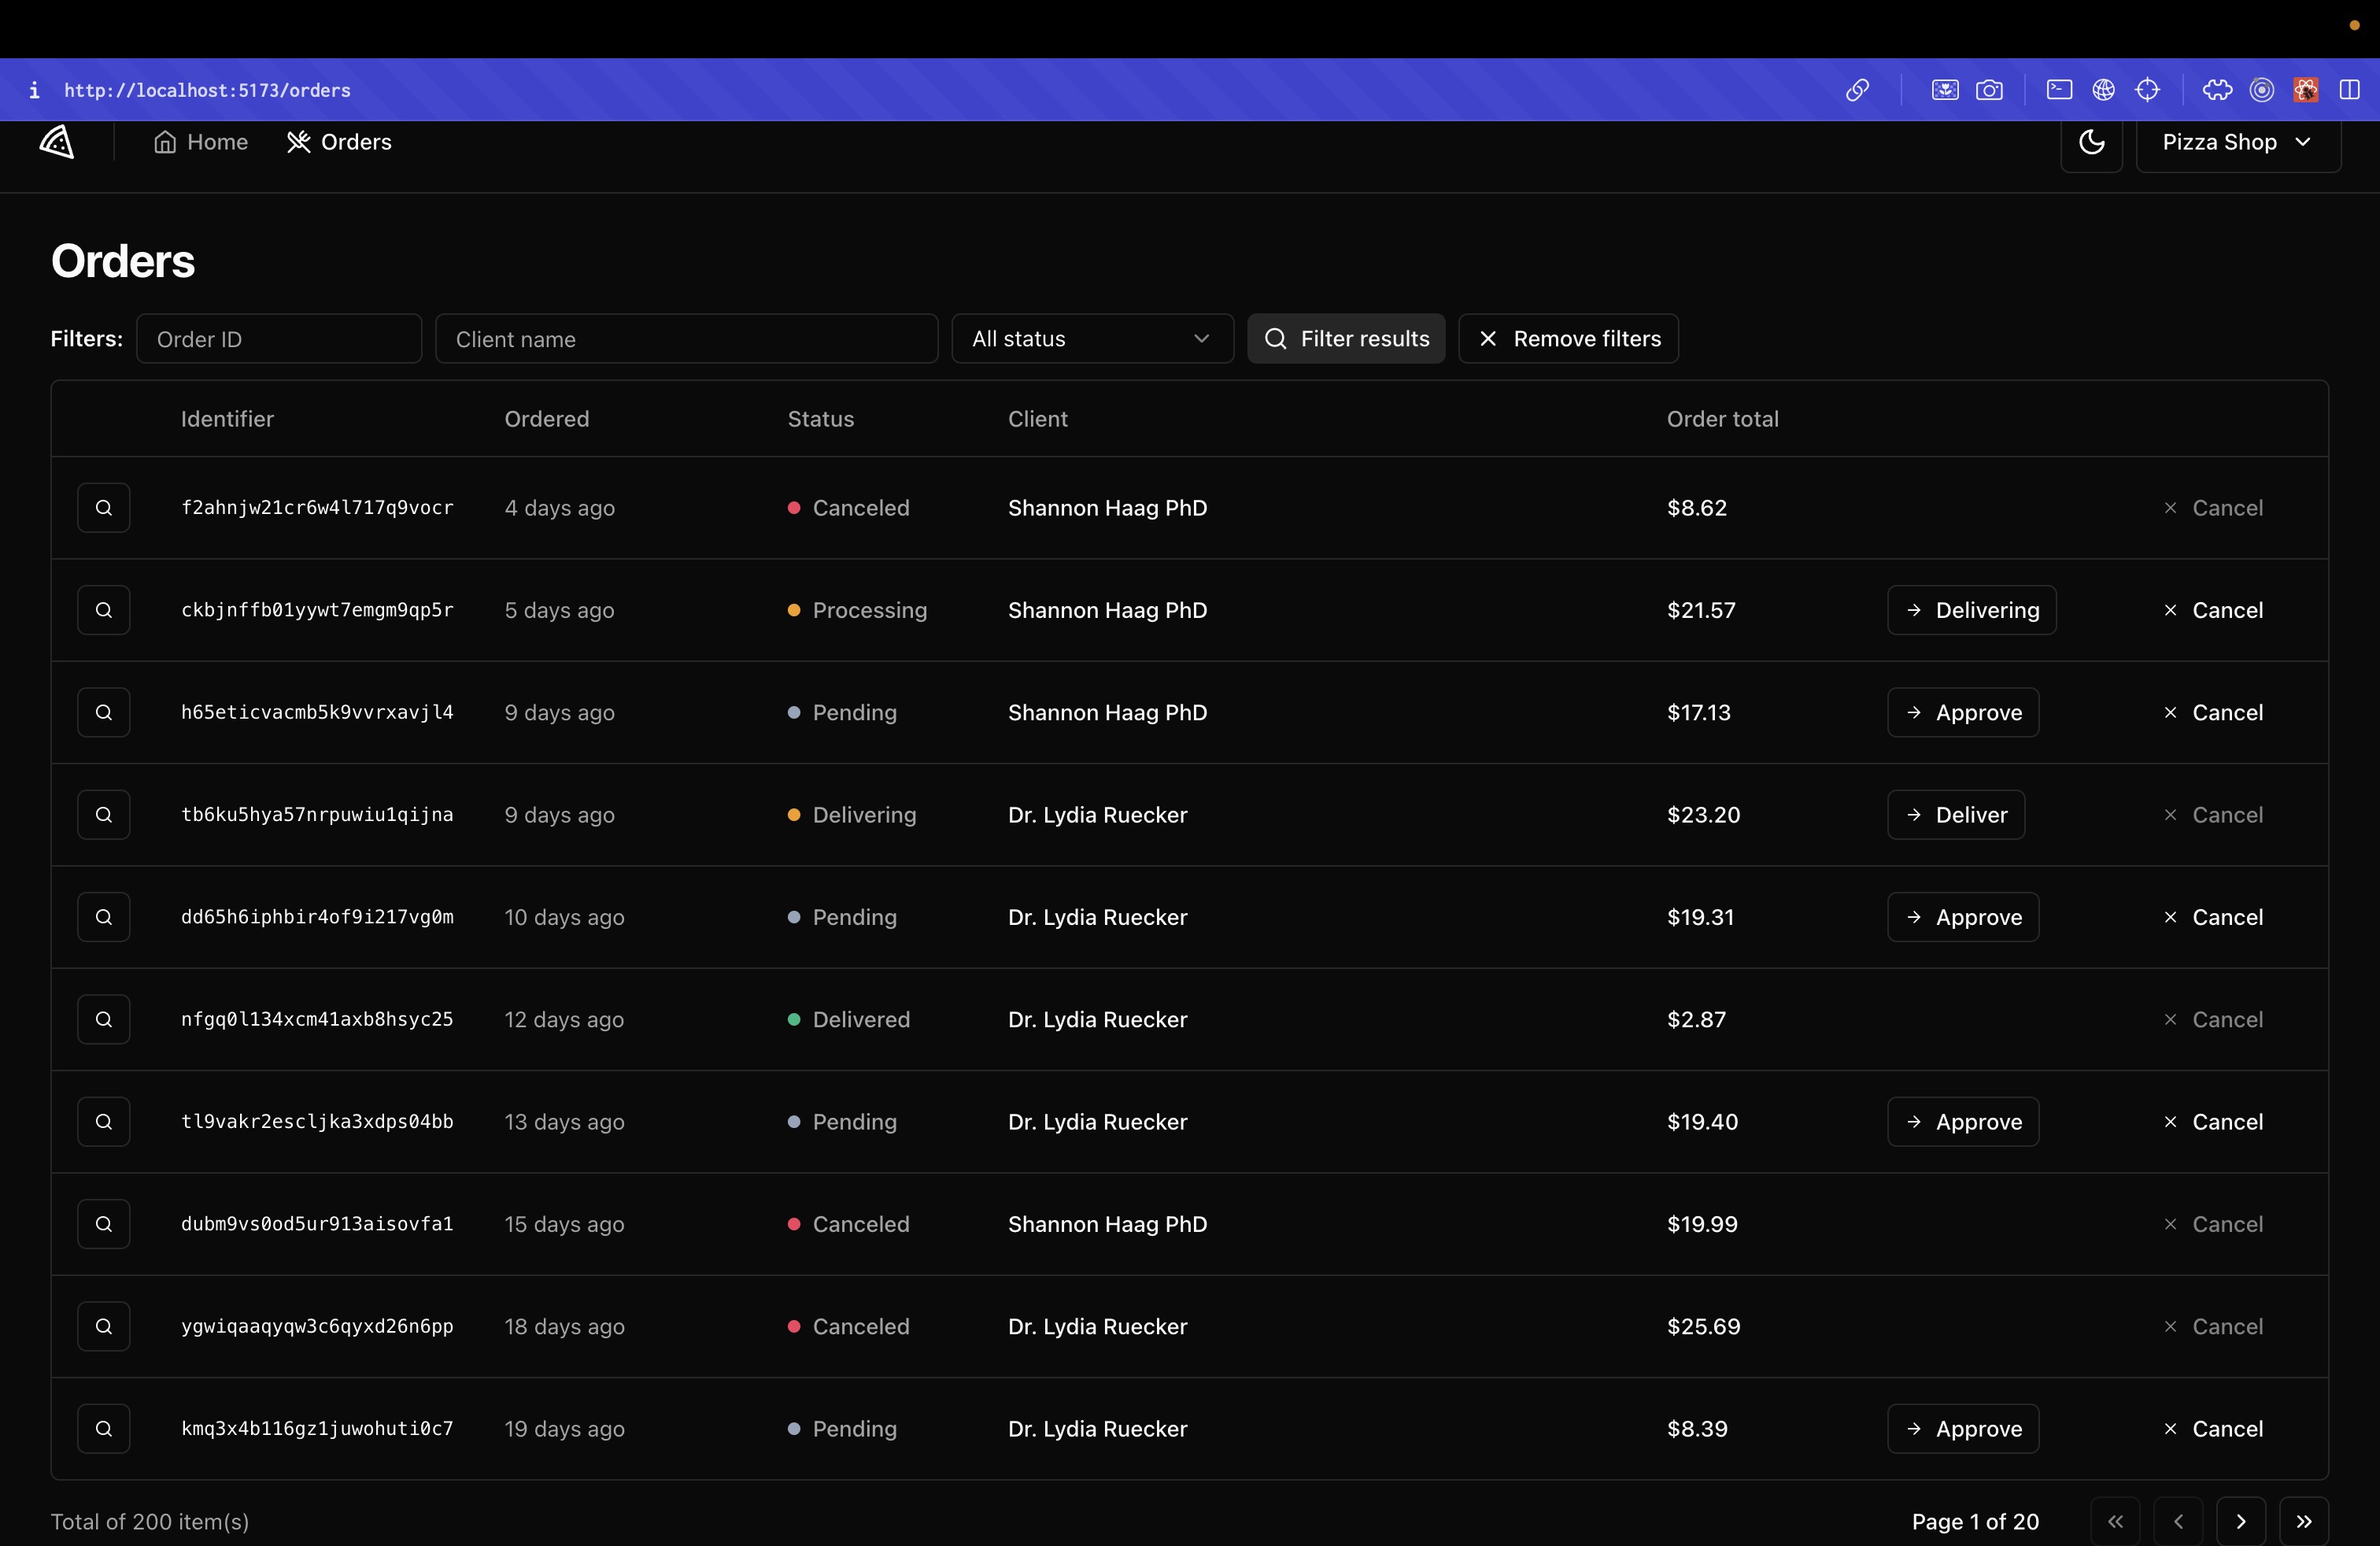 http://localhost:5173/orders
Home Orders Pizza Shop
Orders
Filters: Order ID Client name All status Filter results Remove filters
Identifier Ordered Status Client Order total
f2ahnjw21cr6w4l717q9vocr 4 days ago Canceled Shannon Haag PhD $8.62 Cancel
ckbjnffb01yywt7emgm9qp5r 5 days ago Processing Shannon Haag PhD $21.57 Delivering Cancel
h65eticvacmb5k9vvrxavjl4 9 days ago Pending Shannon Haag PhD $17.13 Approve Cancel
tb6ku5hya57nrpuwiu1qijna 9 days ago Delivering Dr. Lydia Ruecker $23.20 Deliver Cancel
dd65h6iphbir4of9i217vg0m 10 days ago Pending Dr. Lydia Ruecker $19.31 Approve Cancel
nfgq0l134xcm41axb8hsyc25 12 days ago Delivered Dr. Lydia Ruecker $2.87 Cancel
tl9vakr2escljka3xdps04bb 13 days ago Pending Dr. Lydia Ruecker $19.40 Approve Cancel
dubm9vs0od5ur913aisovfa1 15 days ago Canceled Shannon Haag PhD $19.99 Cancel
ygwiqaaqyqw3c6qyxd26n6pp 18 days ago Canceled Dr. Lydia Ruecker $25.69 Cancel
kmq3x4b116gz1juwohuti0c7 19 days ago Pending Dr. Lydia Ruecker $8.39 Approve Cancel
Total of 200 item(s) Page 1 of 20